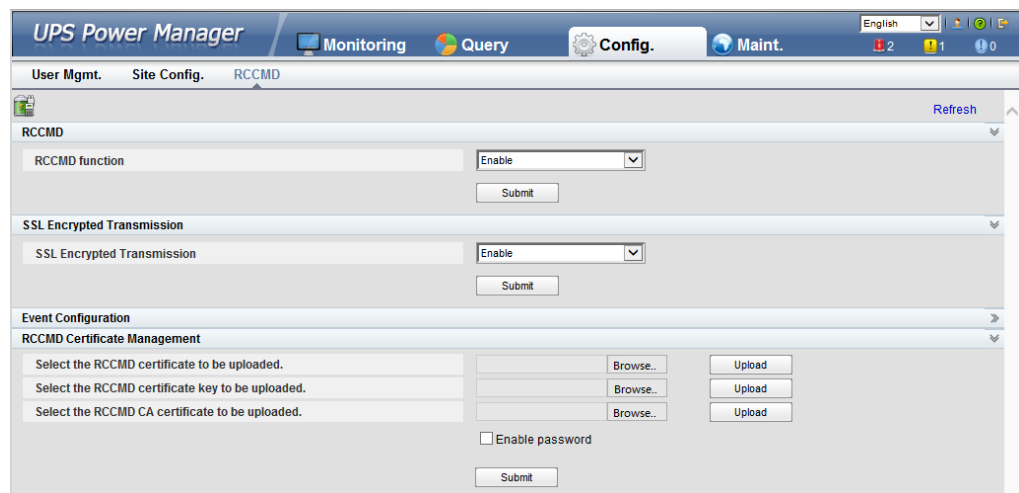 UPS Power Manager
Monitoring
Query
Config.
Maint.
English
2
1
0
User Mgmt.
Site Config.
RCCMD
Refresh
RCCMD
RCCMD function
Enable
Submit
SSL Encrypted Transmission
SSL Encrypted Transmission
Enable
Submit
Event Configuration
RCCMD Certificate Management
Select the RCCMD certificate to be uploaded.
Browse..
Upload
Select the RCCMD certificate key to be uploaded.
Browse..
Upload
Select the RCCMD CA certificate to be uploaded.
Browse..
Upload
Enable password
Submit